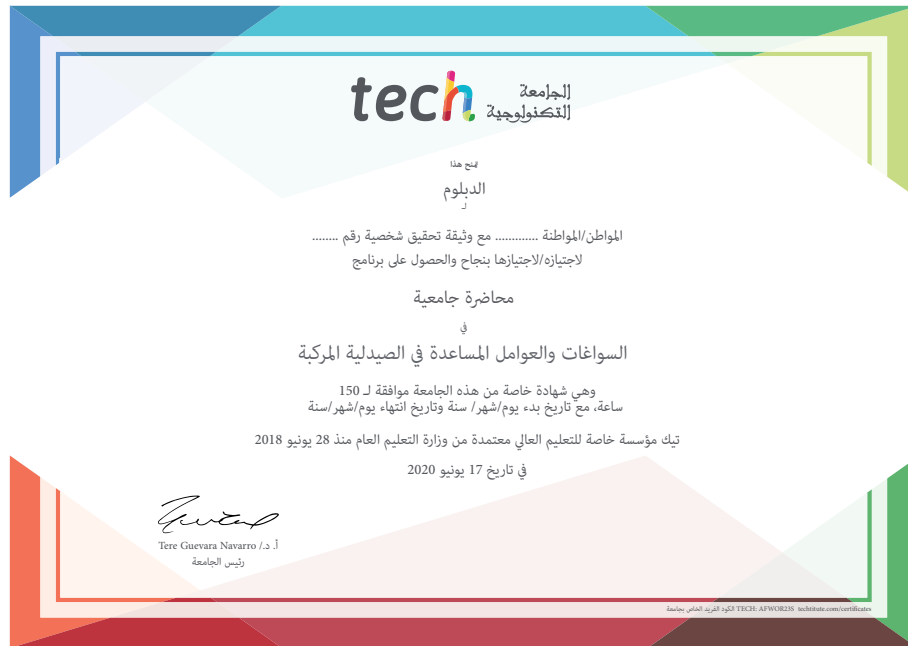 tech الجامعة
التكنولوجية
يمنح هذا
الدبلوم
لـ
المواطن/المواطنة ............. مع وثيقة تحقيق شخصية رقم ........
لاجتيازه/لاجتيازها بنجاح والحصول على برنامج
محاضرة جامعية
في
السواغات والعوامل المساعدة في الصيدلية المركبة
وهي شهادة خاصة من هذه الجامعة موافقة لـ 150
ساعة، مع تاريخ بدء يوم/شهر/ سنة وتاريخ انتهاء يوم/شهر/سنة
تيك مؤسسة خاصة للتعليم العالي معتمدة من وزارة التعليم العام منذ 28 يونيو 2018
في تاريخ 17 يونيو 2020
أ. د./ Tere Guevara Navarro
رئيس الجامعة
الكود الفريد الخاص بجامعة TECH: AFWOR23S techtitute.com/certificates